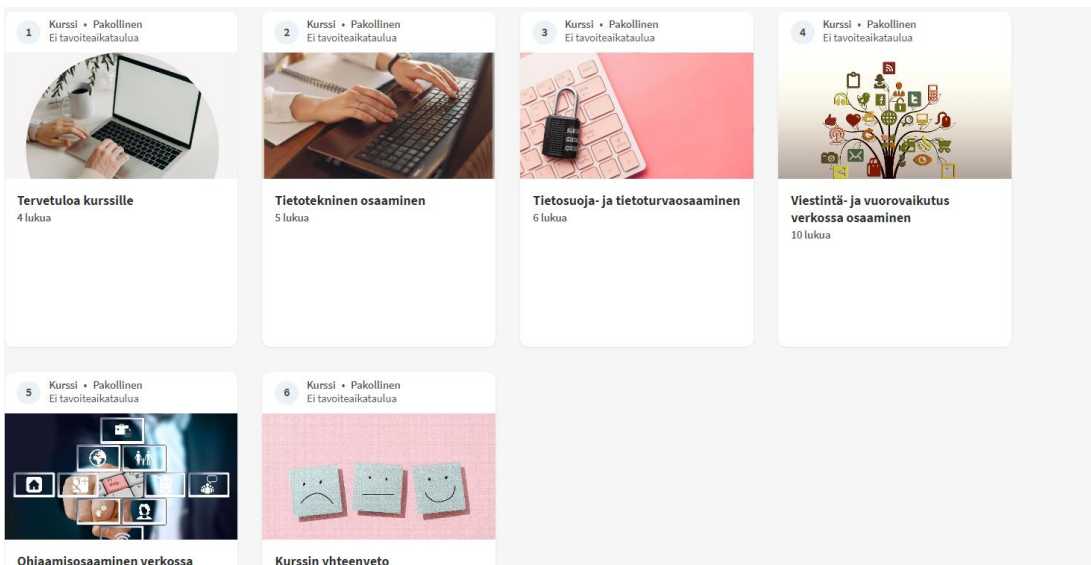 1
Kurssi • Pakollinen
Ei tavoiteaikataulua
Tervetuloa kurssille
4 lukua
2
Kurssi • Pakollinen
Ei tavoiteaikataulua
Tietotekninen osaaminen
5 lukua
3
Kurssi • Pakollinen
Ei tavoiteaikataulua
Tietosuoja- ja tietoturvaosaaminen
6 lukua
4
Kurssi • Pakollinen
Ei tavoiteaikataulua
Viestintä- ja vuorovaikutus
verkossa osaaminen
10 lukua
5
Kurssi • Pakollinen
Ei tavoiteaikataulua
Ohjaamisosaaminen verkossa
6
Kurssi • Pakollinen
Ei tavoiteaikataulua
Kurssin yhteenveto